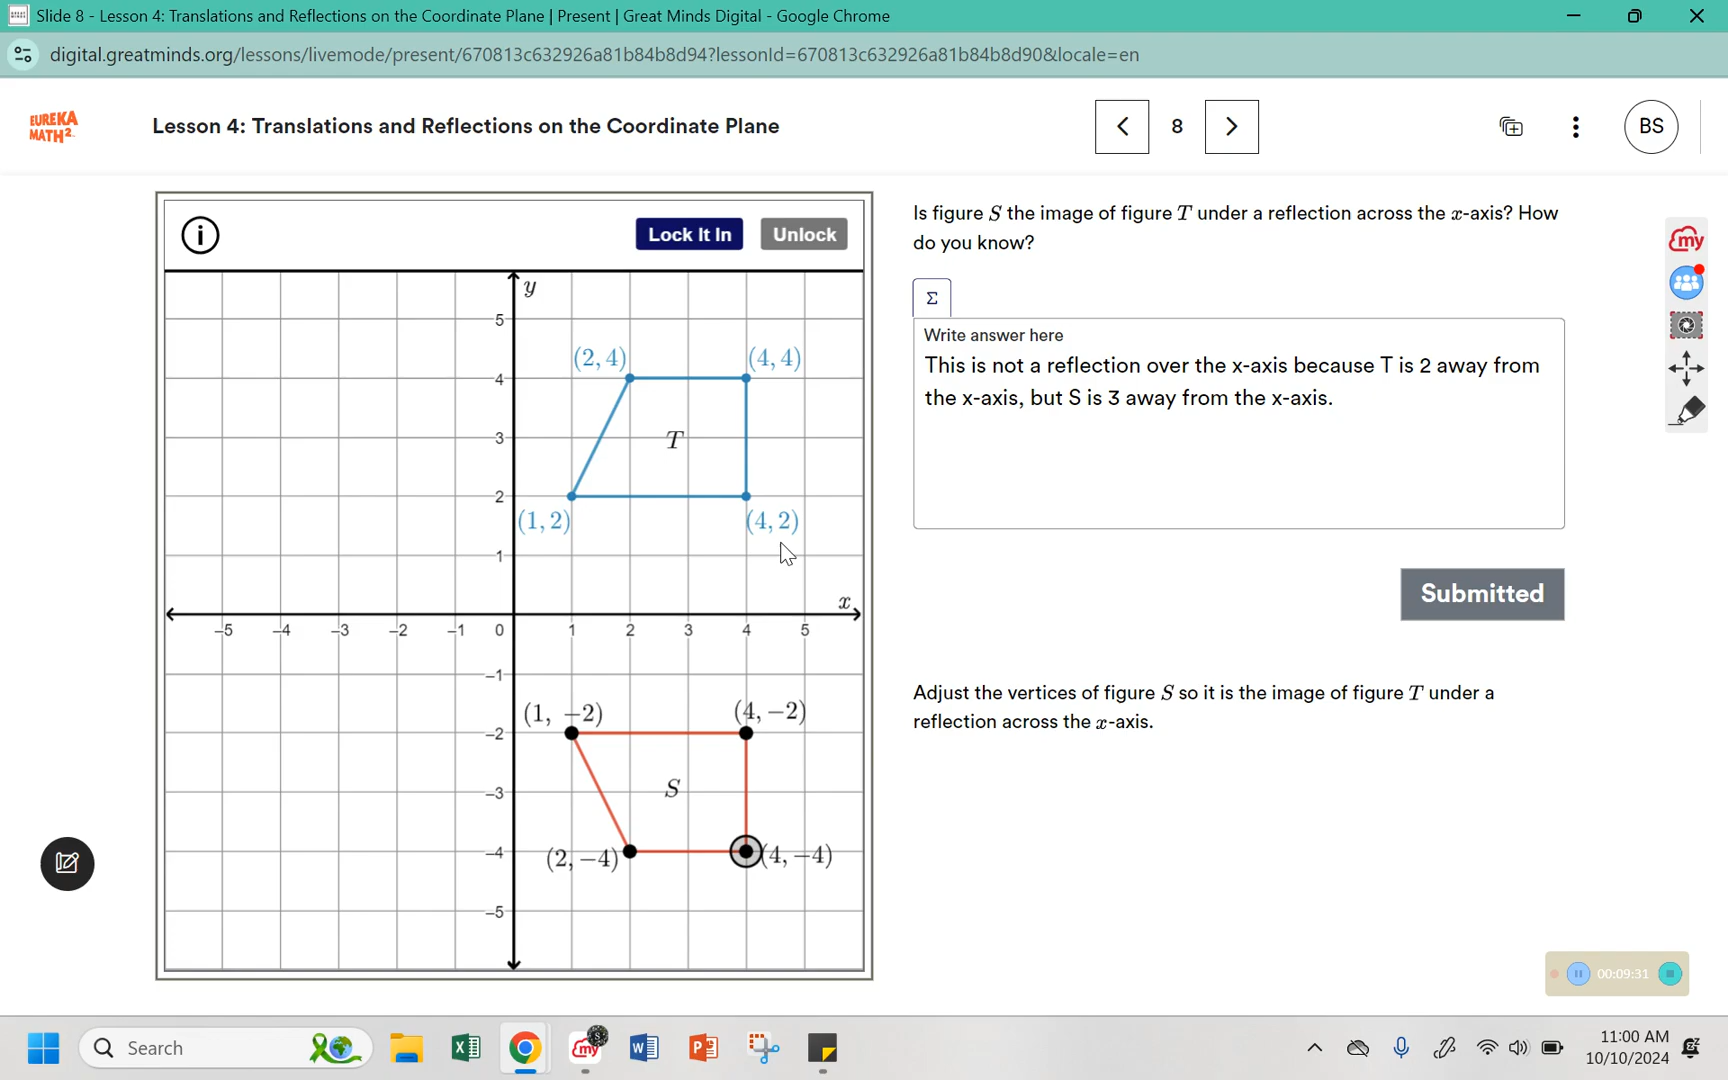 Slide 8 - Lesson 4: Translations and Reflections on the Coordinate Plane | Present | Great Minds Digital - Google Chrome
digital.greatminds.org/lessons/livemode/present/670813c632926a81b84b8d94?lessonId=670813c632926a81b84b8d90&locale=en
EUREKA
MATH²
Lesson 4: Translations and Reflections on the Coordinate Plane
8
BS
i
Lock It In
Unlock
y
5
(2, 4)
(4, 4)
4
3
T
2
(1, 2)
(4, 2)
1
x
-5 -4 -3 -2 -1 0 1 2 3 4 5
-1
(1, -2)
(4, -2)
-2
-3
S
-4
(2, -4)
(4, -4)
-5
Is figure S the image of figure T under a reflection across the x-axis? How
do you know?
Σ
Write answer here
This is not a reflection over the x-axis because T is 2 away from
the x-axis, but S is 3 away from the x-axis.
Submitted
Adjust the vertices of figure S so it is the image of figure T under a
reflection across the x-axis.
my
00:09:31
Search
my
S
11:00 AM
10/10/2024